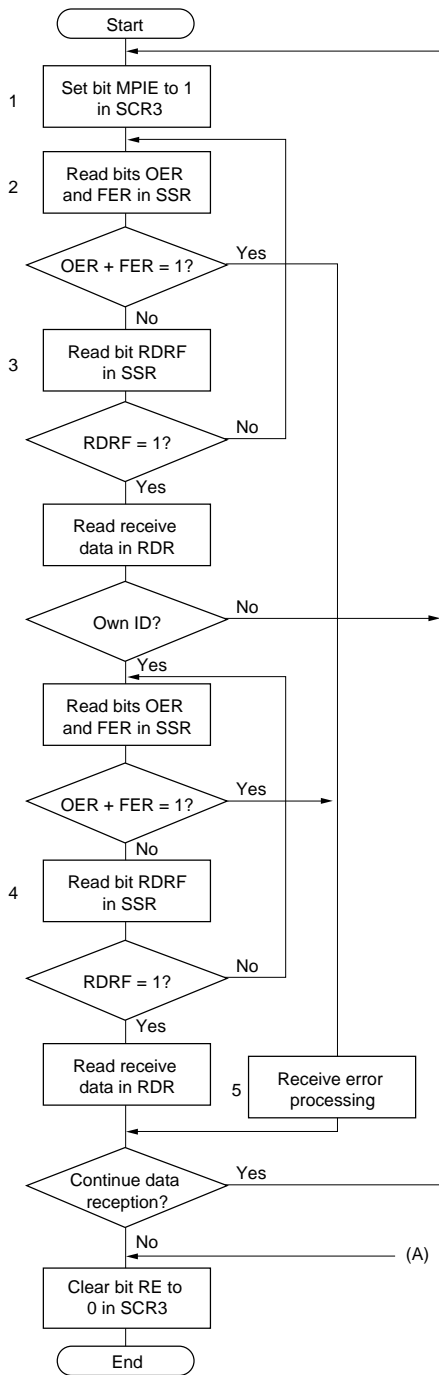 Start
1
Set bit MPIE to 1
in SCR3
2
Read bits OER
and FER in SSR
OER + FER = 1?
Yes
No
3
Read bit RDRF
in SSR
RDRF = 1?
No
Yes
Read receive
data in RDR
Own ID?
No
Yes
Read bits OER
and FER in SSR
OER + FER = 1?
Yes
No
4
Read bit RDRF
in SSR
RDRF = 1?
No
Yes
Read receive
data in RDR
5
Receive error
processing
Continue data
reception?
Yes
No
(A)
Clear bit RE to
0 in SCR3
End